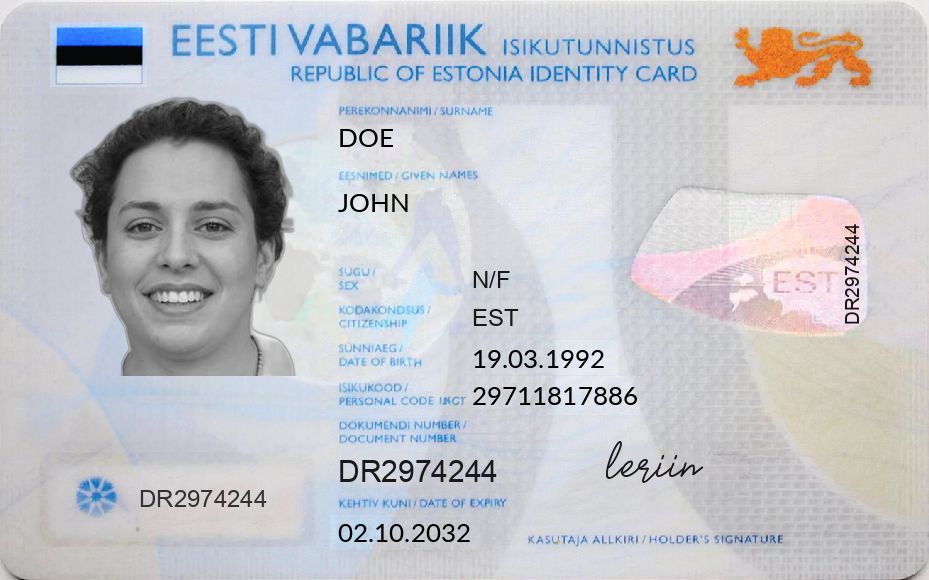 EESTI VABARIIK ISIKUTUNNISTUS
REPUBLIC OF ESTONIA IDENTITY CARD
PEREKONNANIMI / SURNAME
DOE
EESNIMED / GIVEN NAMES
JOHN
SUGU /
SEX
N/F
KODAKONDSUS /
CITIZENSHIP
EST
SÜNNIAEG /
DATE OF BIRTH
19.03.1992
ISIKUKOOD /
PERSONAL CODE
29711817886
DOKUMENDI NUMBER /
DOCUMENT NUMBER
DR2974244
KEHTIV KUNI / DATE OF EXPIRY
02.10.2032
DR2974244
EST
DR2974244
leriin
KASUTAJA ALLKIRI / HOLDER'S SIGNATURE